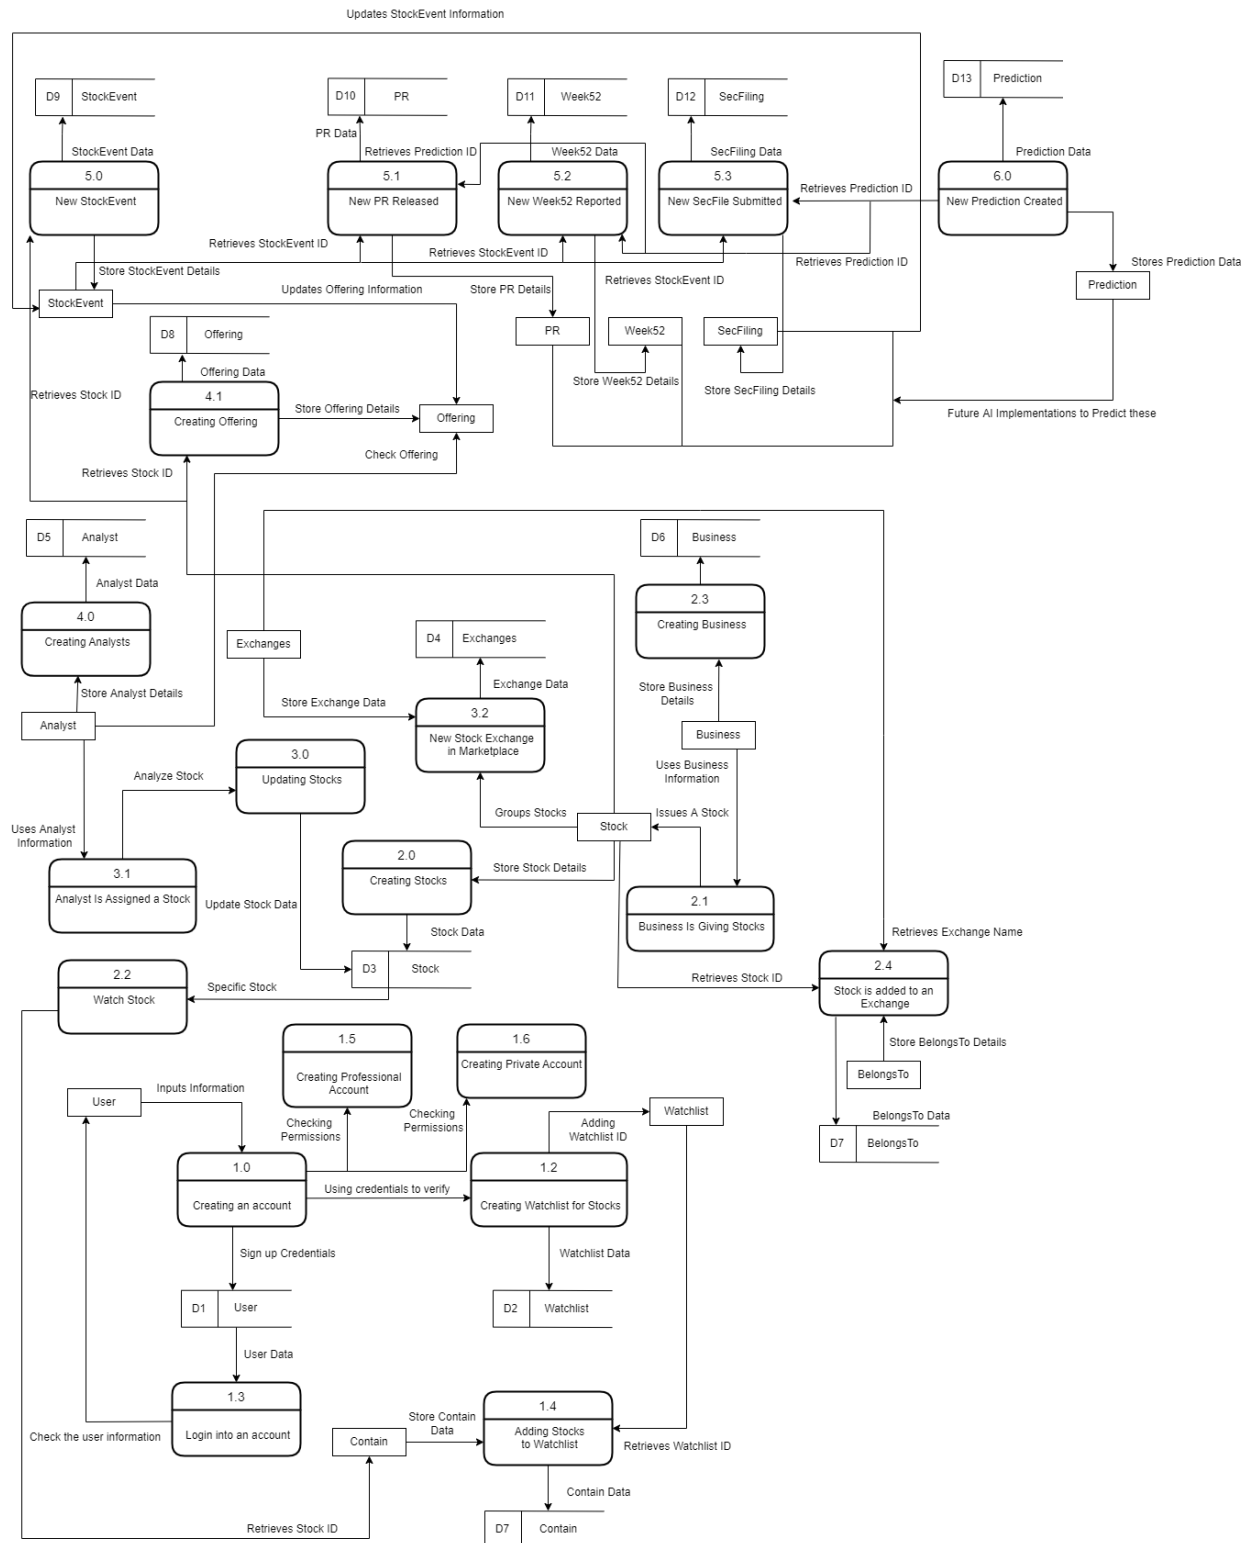 Updates StockEvent Information
D9
StockEvent
D10
PR
D11
Week52
D12
SecFiling
D13
Prediction
PR Data
StockEvent Data
Retrieves Prediction ID
Week52 Data
SecFiling Data
Prediction Data
5.0
New StockEvent
5.1
New PR Released
5.2
New Week52 Reported
5.3
New SecFile Submitted
Retrieves Prediction ID
6.0
New Prediction Created
Retrieves StockEvent ID
Retrieves StockEvent ID
Retrieves Prediction ID
Stores Prediction Data
Store StockEvent Details
Retrieves StockEvent ID
Updates Offering Information
Store PR Details
Prediction
StockEvent
D8
Offering
PR
Week52
SecFiling
Offering Data
Store Week52 Details
Store SecFiling Details
Retrieves Stock ID
4.1
Creating Offering
Store Offering Details
Offering
Future AI Implementations to Predict these
Check Offering
Retrieves Stock ID
D5
Analyst
D6
Business
Analyst Data
4.0
Creating Analysts
2.3
Creating Business
Exchanges
D4
Exchanges
Store Analyst Details
Exchange Data
Store Business
Details
Analyst
Store Exchange Data
3.2
New Stock Exchange
in Marketplace
Business
3.0
Updating Stocks
Analyze Stock
Uses Business
Information
Groups Stocks
Stock
Issues A Stock
Uses Analyst
Information
2.0
Creating Stocks
Store Stock Details
3.1
Analyst Is Assigned a Stock
Update Stock Data
2.1
Business Is Giving Stocks
Stock Data
Retrieves Exchange Name
D3
Stock
2.2
Watch Stock
Specific Stock
Retrieves Stock ID
2.4
Stock is added to an
Exchange
1.5
Creating Professional
Account
1.6
Creating Private Account
Store BelongsTo Details
BelongsTo
Inputs Information
User
Checking
Permissions
Checking
Permissions
Adding
Watchlist ID
Watchlist
BelongsTo Data
D7
BelongsTo
1.0
Creating an account
Using credentials to verify
1.2
Creating Watchlist for Stocks
Sign up Credentials
Watchlist Data
D1
User
D2
Watchlist
User Data
1.3
Login into an account
Check the user information
Contain
Store Contain
Data
1.4
Adding Stocks
to Watchlist
Retrieves Watchlist ID
Contain Data
Retrieves Stock ID
D7
Contain